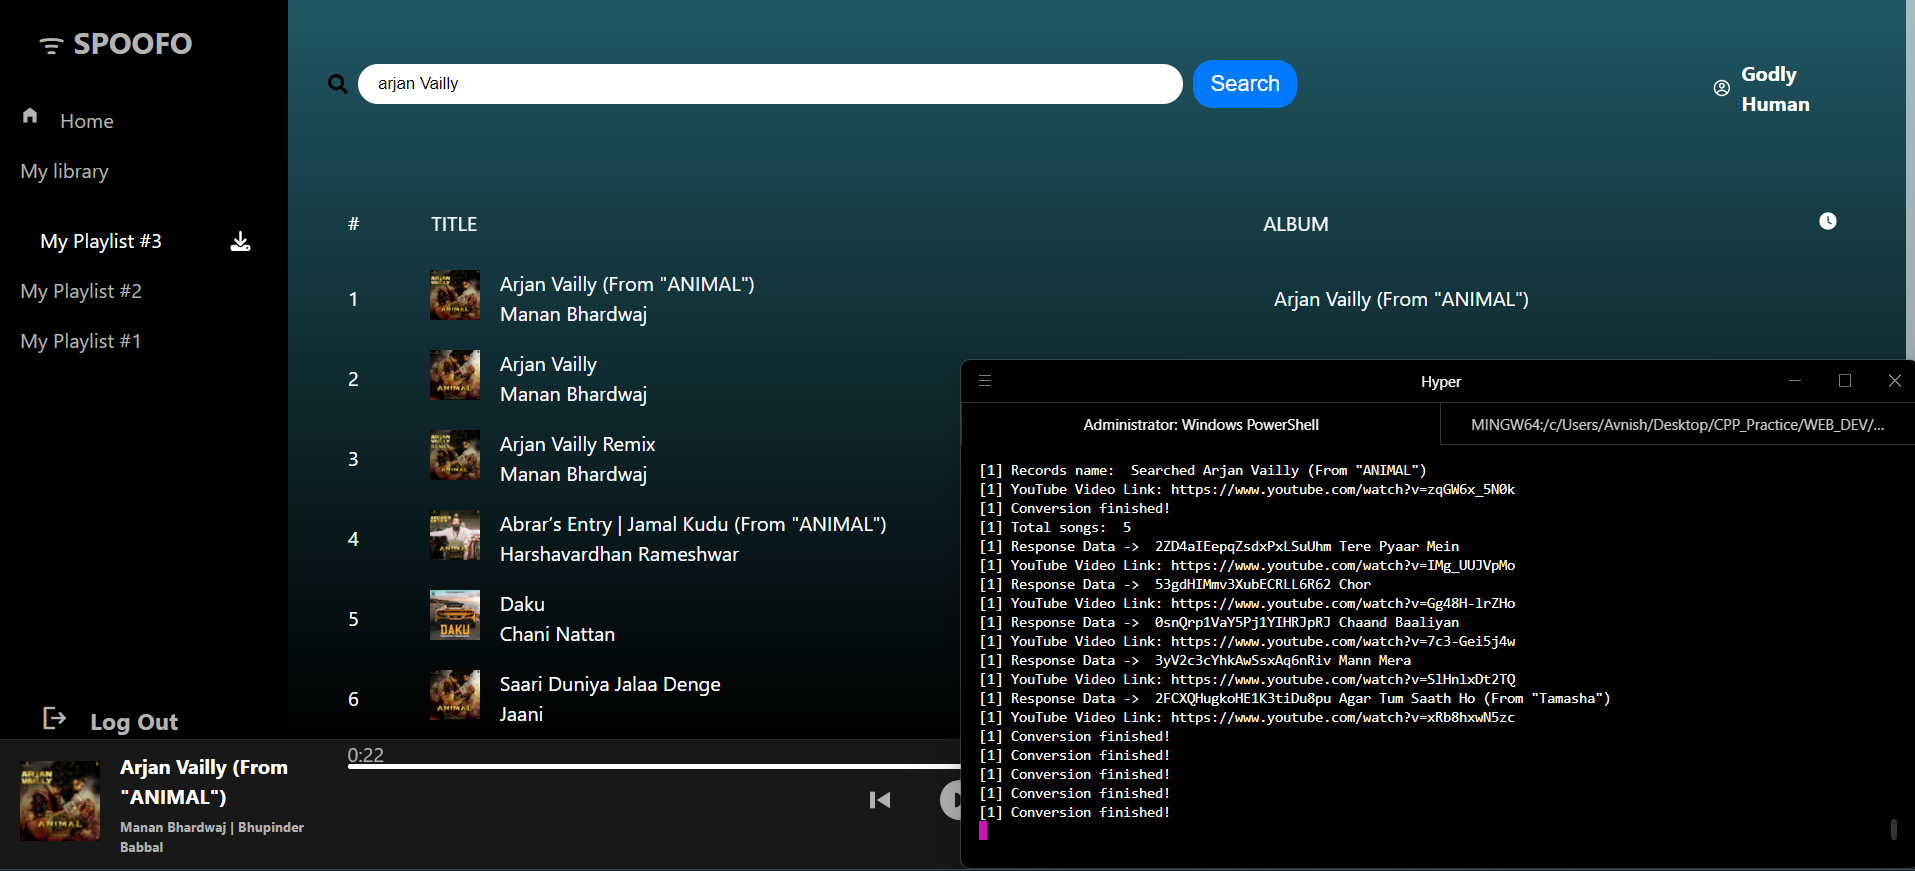 SPOOFO
Home
My library
My Playlist #3
My Playlist #2
My Playlist #1
Log Out
arjan Vailly
Search
Godly
Human
# TITLE ALBUM
1 Arjan Vailly (From "ANIMAL")
Manan Bhardwaj
Arjan Vailly (From "ANIMAL")
2 Arjan Vailly
Manan Bhardwaj
3 Arjan Vailly Remix
Manan Bhardwaj
4 Abrar’s Entry | Jamal Kudu (From "ANIMAL")
Harshavardhan Rameshwar
DAKU
5 Daku
Chani Nattan
6 Saari Duniya Jalaa Denge
Jaani
ARJAN
VAILLY
ANIMAL
Arjan Vailly (From
"ANIMAL")
Manan Bhardwaj | Bhupinder
Babbal
0:22
Hyper
Administrator: Windows PowerShell
MINGW64:/c/Users/Avnish/Desktop/CPP_Practice/WEB_DEV/...
[1] Records name:  Searched Arjan Vailly (From "ANIMAL")
[1] YouTube Video Link: https://www.youtube.com/watch?v=zqGW6x_5N0k
[1] Conversion finished!
[1] Total songs:  5
[1] Response Data ->  2ZD4aIEepqZsdxPxLSuUhm Tere Pyaar Mein
[1] YouTube Video Link: https://www.youtube.com/watch?v=IMg_UUJVpMo
[1] Response Data ->  53gdHIMmv3XubECRLL6R62 Chor
[1] YouTube Video Link: https://www.youtube.com/watch?v=Gg48H-lrZHo
[1] Response Data ->  0snQrp1VaY5Pj1YIHRJpRJ Chaand Baaliyan
[1] YouTube Video Link: https://www.youtube.com/watch?v=7c3-Gei5j4w
[1] Response Data ->  3yV2c3cYhkAwSsxAq6nRiv Mann Mera
[1] YouTube Video Link: https://www.youtube.com/watch?v=SlHnlxDt2TQ
[1] Response Data ->  2FCXQHugkoHE1K3tiDu8pu Agar Tum Saath Ho (From "Tamasha")
[1] YouTube Video Link: https://www.youtube.com/watch?v=xRb8hxwN5zc
[1] Conversion finished!
[1] Conversion finished!
[1] Conversion finished!
[1] Conversion finished!
[1] Conversion finished!